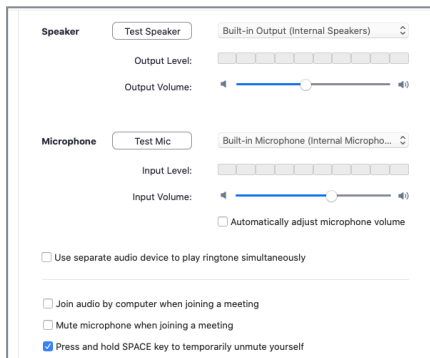 Speaker Test Speaker Built-in Output (Internal Speakers)
Output Level:
Output Volume:
Microphone Test Mic Built-in Microphone (Internal Micropho...
Input Level:
Input Volume:
Automatically adjust microphone volume
Use separate audio device to play ringtone simultaneously
Join audio by computer when joining a meeting
Mute microphone when joining a meeting
Press and hold SPACE key to temporarily unmute yourself